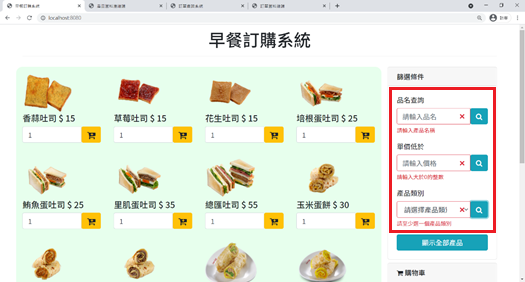 早餐訂購系統
訂單處理系統
localhost:8080
早餐訂購系統
香蒜吐司 $ 15
草莓吐司 $ 15
花生吐司 $ 15
培根蛋吐司 $ 25
1
1
1
1
鮪魚蛋吐司 $ 25
里肌蛋吐司 $ 35
總匯吐司 $ 55
玉米蛋餅 $ 30
1
1
1
1
篩選條件
品名查詢
請輸入品名
請輸入產品名稱
單價低於
請輸入價格
請輸入大於0的整數
產品類別
請選擇產品類別
請至少選一個產品類別
顯示全部產品
購物車